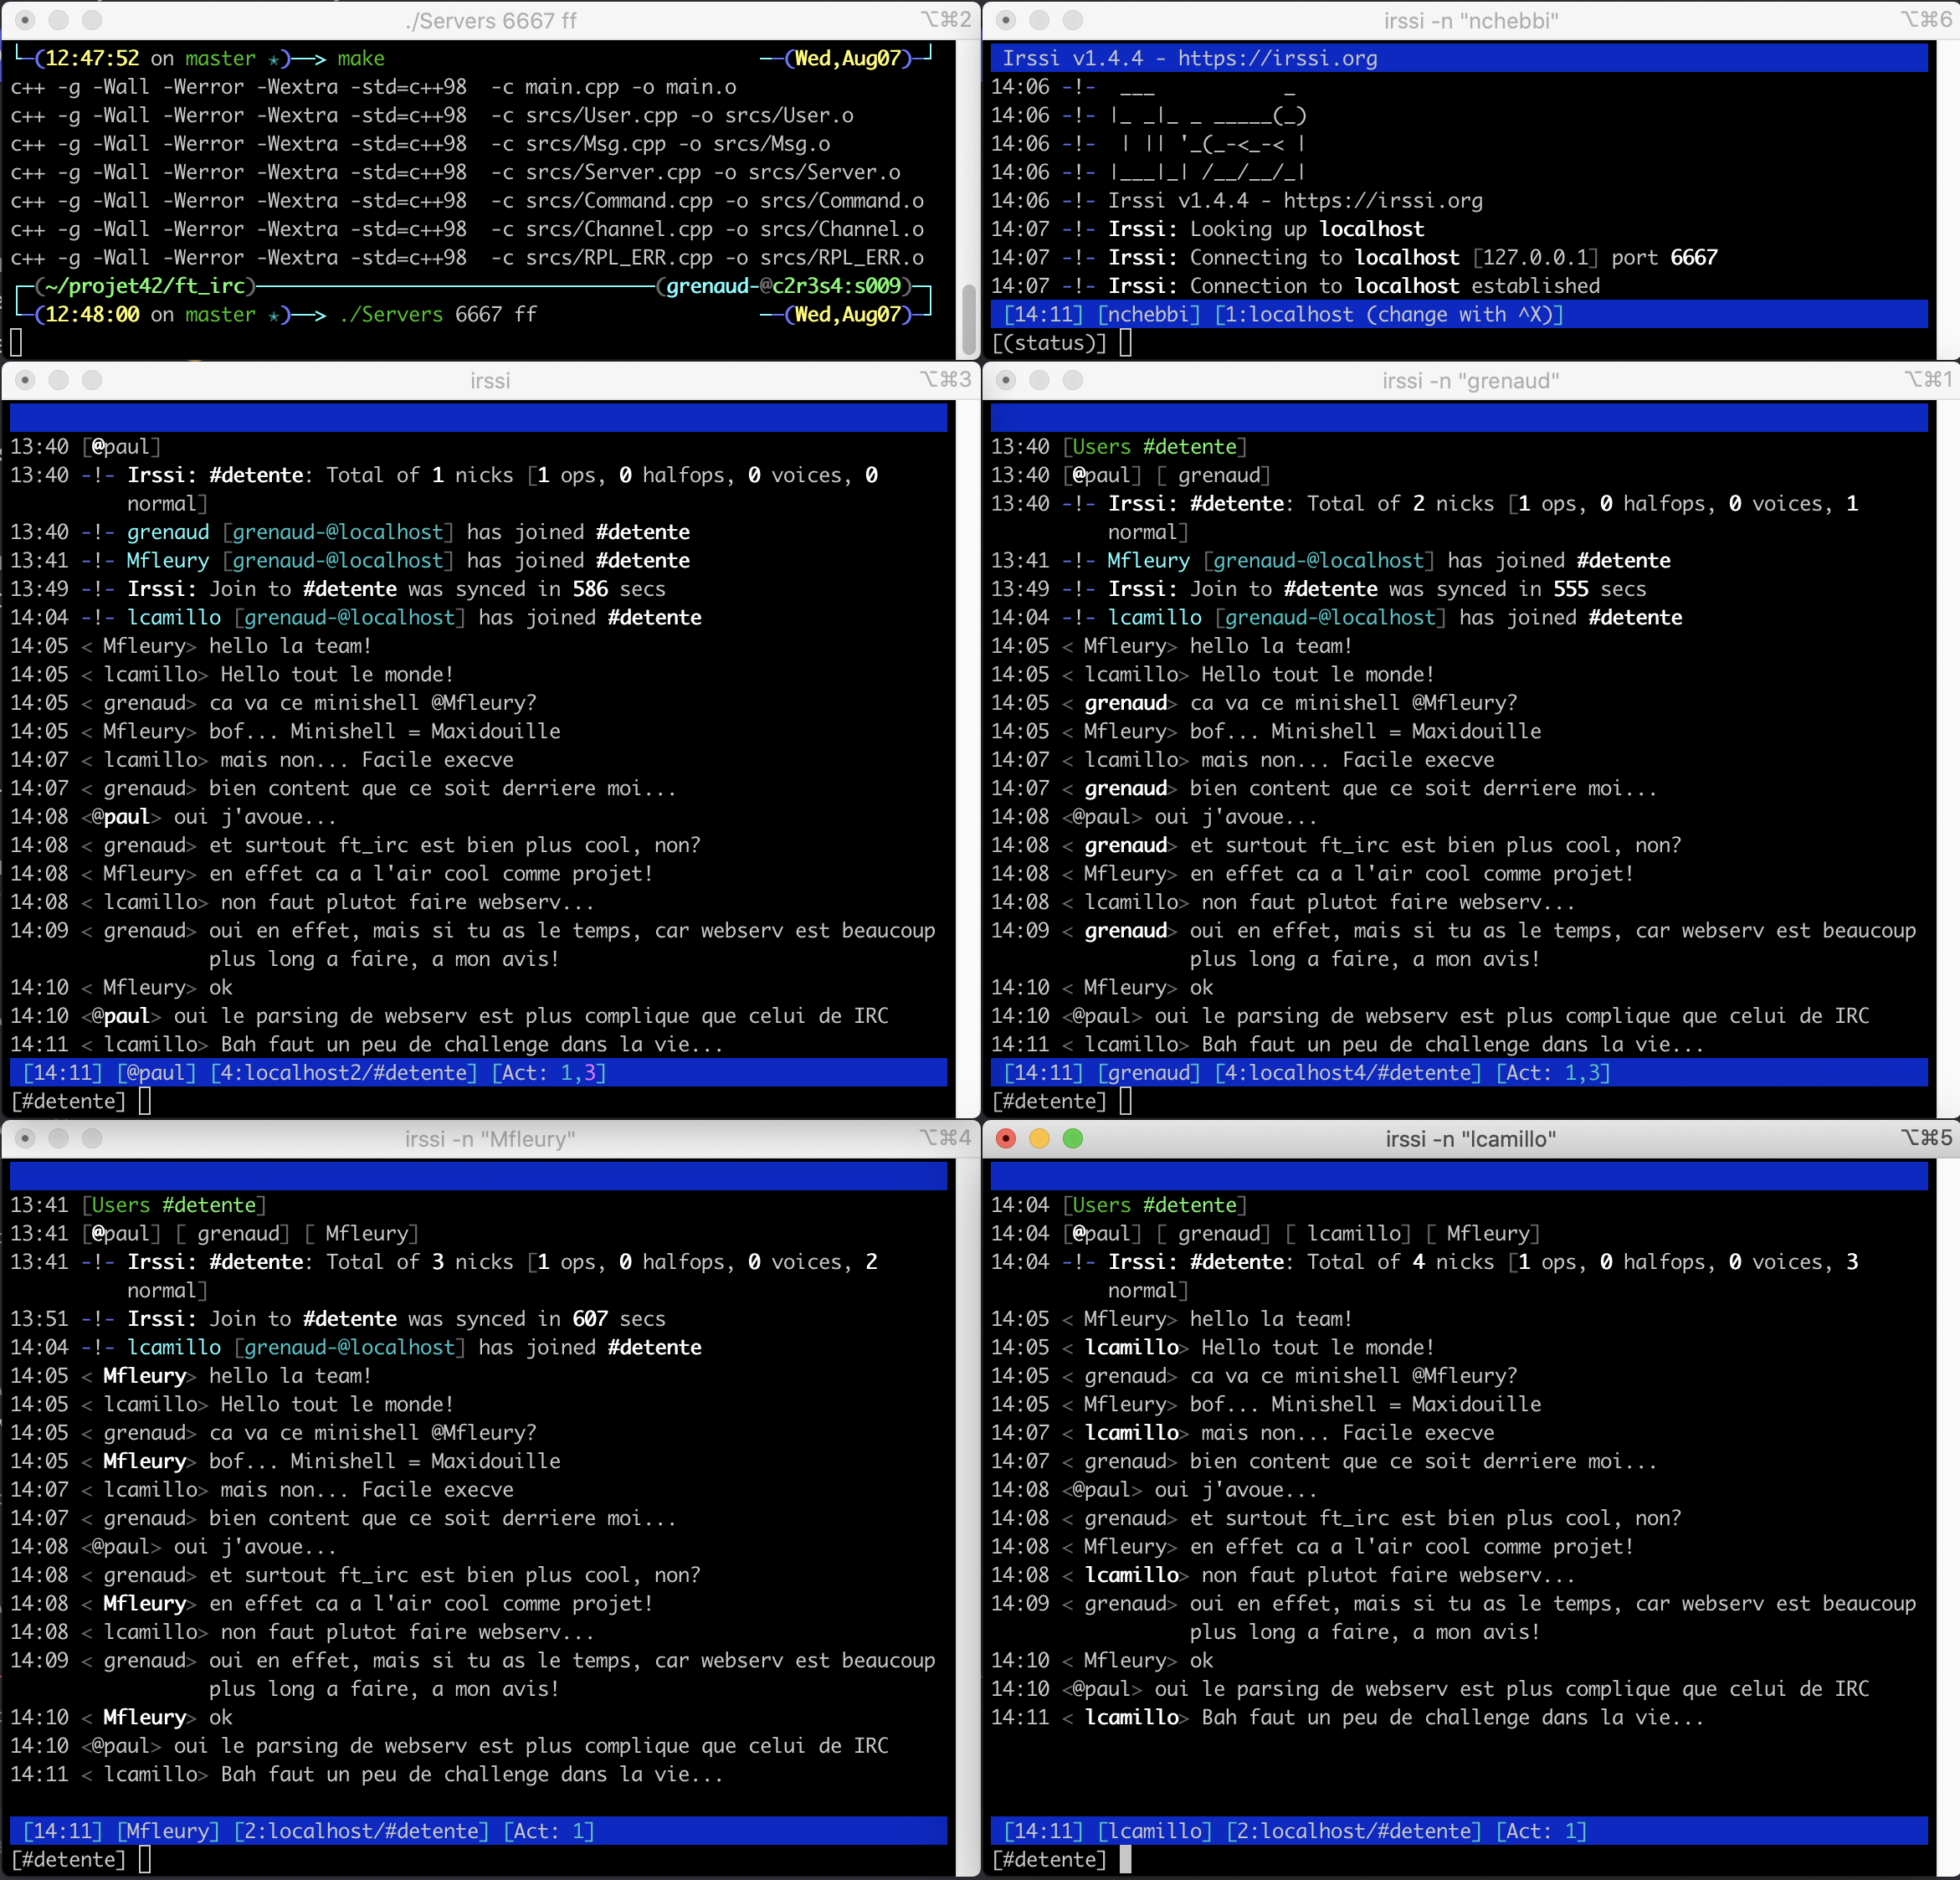 ./Servers 6667 ff ⌥⌘2
(12:47:52 on master ⋆)──> make ─(Wed,Aug07)
c++ -g -Wall -Werror -Wextra -std=c++98  -c main.cpp -o main.o
c++ -g -Wall -Werror -Wextra -std=c++98  -c srcs/User.cpp -o srcs/User.o
c++ -g -Wall -Werror -Wextra -std=c++98  -c srcs/Msg.cpp -o srcs/Msg.o
c++ -g -Wall -Werror -Wextra -std=c++98  -c srcs/Server.cpp -o srcs/Server.o
c++ -g -Wall -Werror -Wextra -std=c++98  -c srcs/Command.cpp -o srcs/Command.o
c++ -g -Wall -Werror -Wextra -std=c++98  -c srcs/Channel.cpp -o srcs/Channel.o
c++ -g -Wall -Werror -Wextra -std=c++98  -c srcs/RPL_ERR.cpp -o srcs/RPL_ERR.o
(~/projet42/ft_irc) (grenaud-@c2r3s4:s009)
(12:48:00 on master ⋆)──> ./Servers 6667 ff ─(Wed,Aug07)
irssi -n "nchebbi" ⌥⌘6
Irssi v1.4.4 - https://irssi.org
14:06 -!-  ___           _
14:06 -!- |_ _|_ _ _____(_)
14:06 -!-  | || '_(_-<_-< |
14:06 -!- |___|_| /__/__/_|
14:06 -!- Irssi v1.4.4 - https://irssi.org
14:07 -!- Irssi: Looking up localhost
14:07 -!- Irssi: Connecting to localhost [127.0.0.1] port 6667
14:07 -!- Irssi: Connection to localhost established
[14:11] [nchebbi] [1:localhost (change with ^X)]
[(status)]
irssi ⌥⌘3
13:40 [@paul]
13:40 -!- Irssi: #detente: Total of 1 nicks [1 ops, 0 halfops, 0 voices, 0
normal]
13:40 -!- grenaud [grenaud-@localhost] has joined #detente
13:41 -!- Mfleury [grenaud-@localhost] has joined #detente
13:49 -!- Irssi: Join to #detente was synced in 586 secs
14:04 -!- lcamillo [grenaud-@localhost] has joined #detente
14:05 < Mfleury> hello la team!
14:05 < lcamillo> Hello tout le monde!
14:05 < grenaud> ca va ce minishell @Mfleury?
14:05 < Mfleury> bof... Minishell = Maxidouille
14:07 < lcamillo> mais non... Facile execve
14:07 < grenaud> bien content que ce soit derriere moi...
14:08 <@paul> oui j'avoue...
14:08 < grenaud> et surtout ft_irc est bien plus cool, non?
14:08 < Mfleury> en effet ca a l'air cool comme projet!
14:08 < lcamillo> non faut plutot faire webserv...
14:09 < grenaud> oui en effet, mais si tu as le temps, car webserv est beaucoup
plus long a faire, a mon avis!
14:10 < Mfleury> ok
14:10 <@paul> oui le parsing de webserv est plus complique que celui de IRC
14:11 < lcamillo> Bah faut un peu de challenge dans la vie...
[14:11] [@paul] [4:localhost2/#detente] [Act: 1,3]
[#detente]
irssi -n "grenaud" ⌥⌘1
13:40 [Users #detente]
13:40 [@paul] [ grenaud]
13:40 -!- Irssi: #detente: Total of 2 nicks [1 ops, 0 halfops, 0 voices, 1
normal]
13:41 -!- Mfleury [grenaud-@localhost] has joined #detente
13:49 -!- Irssi: Join to #detente was synced in 555 secs
14:04 -!- lcamillo [grenaud-@localhost] has joined #detente
14:05 < Mfleury> hello la team!
14:05 < lcamillo> Hello tout le monde!
14:05 < grenaud> ca va ce minishell @Mfleury?
14:05 < Mfleury> bof... Minishell = Maxidouille
14:07 < lcamillo> mais non... Facile execve
14:07 < grenaud> bien content que ce soit derriere moi...
14:08 <@paul> oui j'avoue...
14:08 < grenaud> et surtout ft_irc est bien plus cool, non?
14:08 < Mfleury> en effet ca a l'air cool comme projet!
14:08 < lcamillo> non faut plutot faire webserv...
14:09 < grenaud> oui en effet, mais si tu as le temps, car webserv est beaucoup
plus long a faire, a mon avis!
14:10 < Mfleury> ok
14:10 <@paul> oui le parsing de webserv est plus complique que celui de IRC
14:11 < lcamillo> Bah faut un peu de challenge dans la vie...
[14:11] [grenaud] [4:localhost4/#detente] [Act: 1,3]
[#detente]
irssi -n "Mfleury" ⌥⌘4
13:41 [Users #detente]
13:41 [@paul] [ grenaud] [ Mfleury]
13:41 -!- Irssi: #detente: Total of 3 nicks [1 ops, 0 halfops, 0 voices, 2
normal]
13:51 -!- Irssi: Join to #detente was synced in 607 secs
14:04 -!- lcamillo [grenaud-@localhost] has joined #detente
14:05 < Mfleury> hello la team!
14:05 < lcamillo> Hello tout le monde!
14:05 < grenaud> ca va ce minishell @Mfleury?
14:05 < Mfleury> bof... Minishell = Maxidouille
14:07 < lcamillo> mais non... Facile execve
14:07 < grenaud> bien content que ce soit derriere moi...
14:08 <@paul> oui j'avoue...
14:08 < grenaud> et surtout ft_irc est bien plus cool, non?
14:08 < Mfleury> en effet ca a l'air cool comme projet!
14:08 < lcamillo> non faut plutot faire webserv...
14:09 < grenaud> oui en effet, mais si tu as le temps, car webserv est beaucoup
plus long a faire, a mon avis!
14:10 < Mfleury> ok
14:10 <@paul> oui le parsing de webserv est plus complique que celui de IRC
14:11 < lcamillo> Bah faut un peu de challenge dans la vie...
[14:11] [Mfleury] [2:localhost/#detente] [Act: 1]
[#detente]
irssi -n "lcamillo" ⌥⌘5
14:04 [Users #detente]
14:04 [@paul] [ grenaud] [ lcamillo] [ Mfleury]
14:04 -!- Irssi: #detente: Total of 4 nicks [1 ops, 0 halfops, 0 voices, 3
normal]
14:05 < Mfleury> hello la team!
14:05 < lcamillo> Hello tout le monde!
14:05 < grenaud> ca va ce minishell @Mfleury?
14:05 < Mfleury> bof... Minishell = Maxidouille
14:07 < lcamillo> mais non... Facile execve
14:07 < grenaud> bien content que ce soit derriere moi...
14:08 <@paul> oui j'avoue...
14:08 < grenaud> et surtout ft_irc est bien plus cool, non?
14:08 < Mfleury> en effet ca a l'air cool comme projet!
14:08 < lcamillo> non faut plutot faire webserv...
14:09 < grenaud> oui en effet, mais si tu as le temps, car webserv est beaucoup
plus long a faire, a mon avis!
14:10 < Mfleury> ok
14:10 <@paul> oui le parsing de webserv est plus complique que celui de IRC
14:11 < lcamillo> Bah faut un peu de challenge dans la vie...
[14:11] [lcamillo] [2:localhost/#detente] [Act: 1]
[#detente]